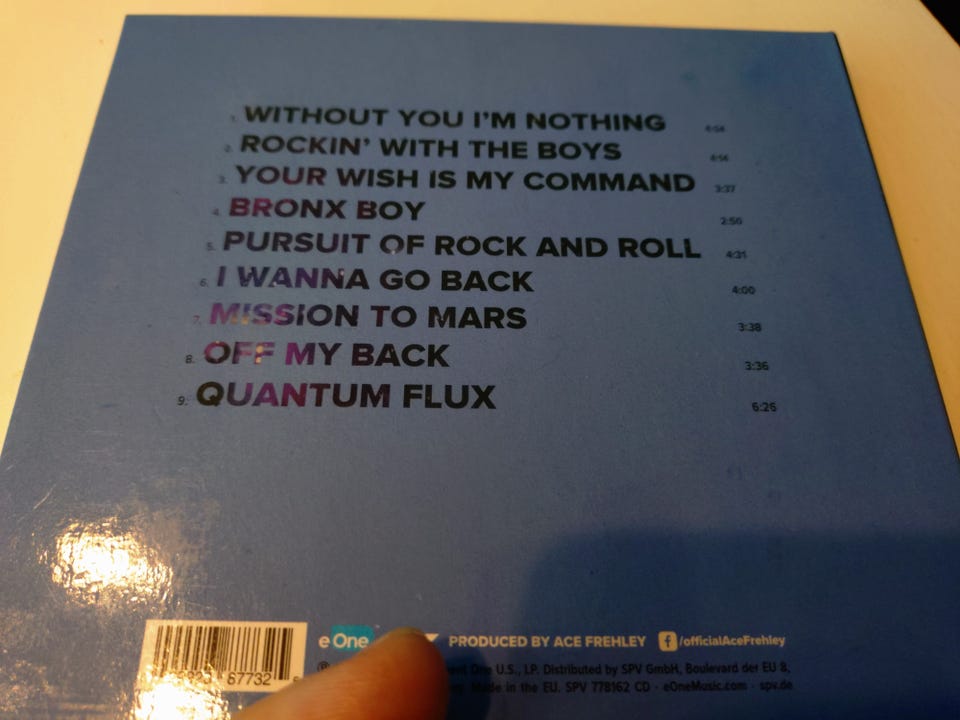 1. WITHOUT YOU I'M NOTHING 4:54
2. ROCKIN' WITH THE BOYS 4:54
3. YOUR WISH IS MY COMMAND 3:37
4. BRONX BOY 2:50
5. PURSUIT OF ROCK AND ROLL 4:31
6. I WANNA GO BACK 4:00
7. MISSION TO MARS 3:38
8. OFF MY BACK 3:36
9. QUANTUM FLUX 6:26
e One PRODUCED BY ACE FREHLEY f /officialAceFrehley
One U.S., LP. Distributed by SPV GmbH, Boulevard der EU 8,
Made in the EU. SPV 778162 CD · eOneMusic.com · spv.de
67732